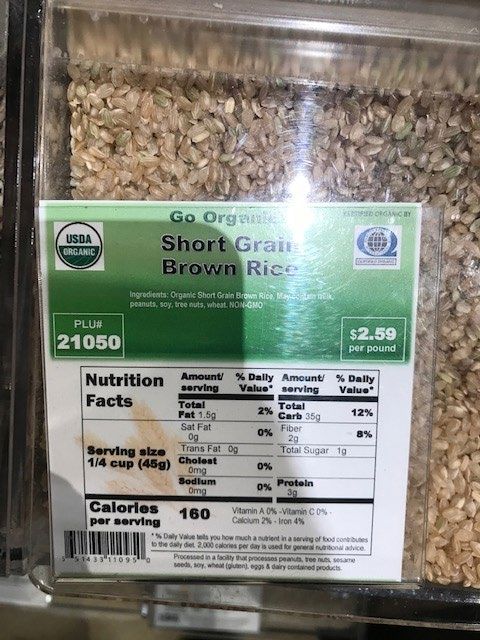 Go Organic
CERTIFIED ORGANIC BY
USDA
ORGANIC
Short Grain
Brown Rice
Ingredients: Organic Short Grain Brown Rice. May contain milk,
peanuts, soy, tree nuts, wheat. NON-GMO
PLU#
21050
$2.59
per pound
Nutrition
Facts
Serving size
1/4 cup (45g)
Amount/ % Daily
serving Value*
Total
Fat 1.5g 2%
Sat Fat
0g 0%
Trans Fat 0g
Cholest
0mg 0%
Sodium
0mg 0%
Amount/ % Daily
serving Value*
Total
Carb 35g 12%
Fiber
2g 8%
Total Sugar 1g
Protein
3g
Calories
per serving 160
Vitamin A 0% -Vitamin C 0% -
Calcium 2% - Iron 4%
* % Daily Value tells you how much a nutrient in a serving of food contributes
to the daily diet. 2,000 calories per day is used for general nutritional advice.
Processed in a facility that processes peanuts, tree nuts, sesame
seeds, soy, wheat (gluten), eggs & dairy contained products.